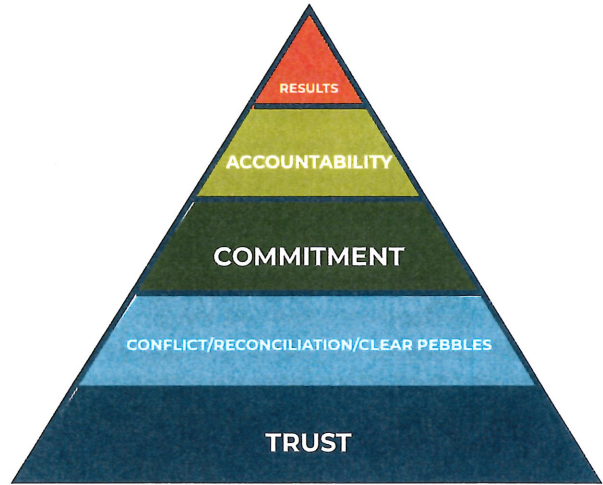 RESULTS
ACCOUNTABILITY
COMMITMENT
CONFLICT/RECONCILIATION/CLEAR PEBBLES
TRUST